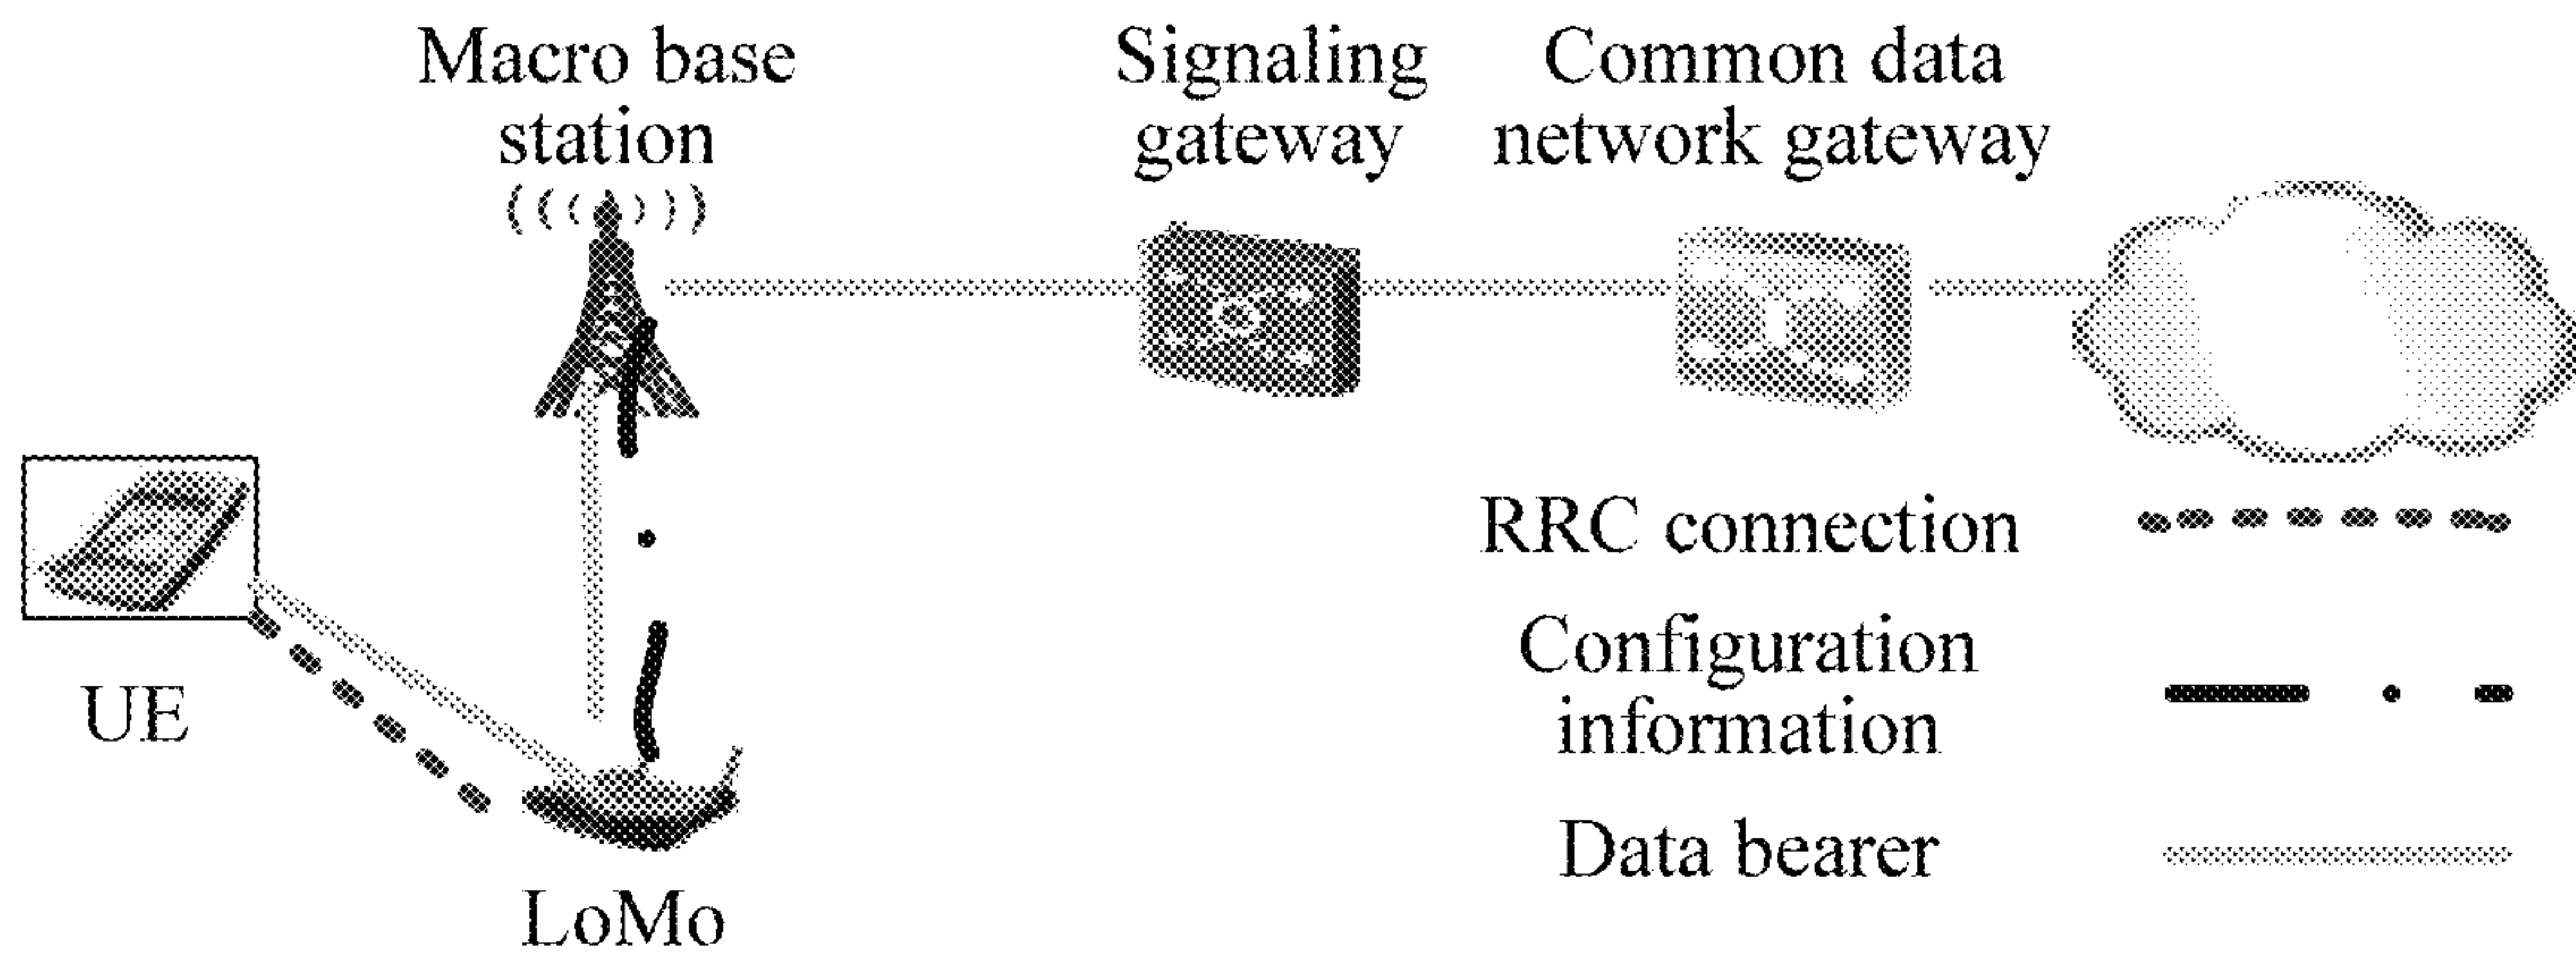 Macro base
station
Signaling
gateway
Common data
network gateway
UE
LoMo
RRC connection
Configuration
information
Data bearer